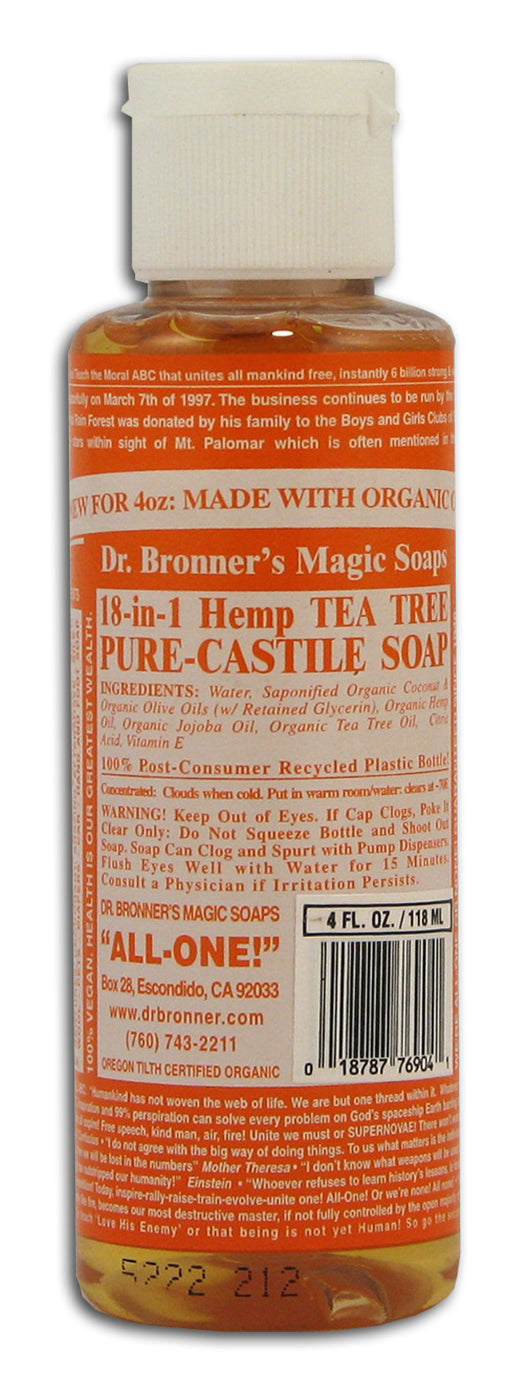 Teach the Moral ABC that unites all mankind free, instantly 6 billion strong &
on March 7th of 1997. The business continues to be run by the
Rain Forest was donated by his family to the Boys and Girls Clubs of
stars within sight of Mt. Palomar which is often mentioned in
FOR 4oz: MADE WITH ORGANIC
Dr. Bronner's Magic Soaps
18-in-1 Hemp TEA TREE
PURE-CASTILE SOAP
INGREDIENTS: Water, Saponified Organic Coconut &
Organic Olive Oils (w/ Retained Glycerin), Organic Hemp
Oil, Organic Jojoba Oil, Organic Tea Tree Oil, Citric
Acid, Vitamin E
100% Post-Consumer Recycled Plastic Bottle!
Concentrated: Clouds when cold. Put in warm room/water: clears at
WARNING! Keep Out of Eyes. If Cap Clogs, Poke It
Clear Only: Do Not Squeeze Bottle and Shoot Out
Soap. Soap Can Clog and Spurt with Pump Dispensers.
Flush Eyes Well with Water for 15 Minutes.
Consult a Physician if Irritation Persists.
DR. BRONNER'S MAGIC SOAPS
"ALL-ONE!"
Box 28, Escondido, CA 92033
www.drbronner.com
(760) 743-2211
OREGON TILTH CERTIFIED ORGANIC
4 FL. OZ. / 118 ML
0 18787 76904 1
100% VEGAN. HEALTH IS OUR GREATEST WEALTH.
"Humankind has not woven the web of life. We are but one thread within it.
and 99% perspiration can solve every problem on God's spaceship Earth
Free speech, kind man, air, fire! Unite we must or SUPERNOVAE! There won't
• "I do not agree with the big way of doing things. To us what matters is the
we will be lost in the numbers" Mother Theresa • "I don't know what weapons will be
outstripped our humanity!" Einstein • "Whoever refuses to learn history's lessons, is
Today, inspire-rally-raise-train-evolve-unite one! All-One! Or we're none! All
like fire, becomes our most destructive master, if not fully controlled by the open
teach 'Love His Enemy' or that being is not yet Human! So go the
5222 212